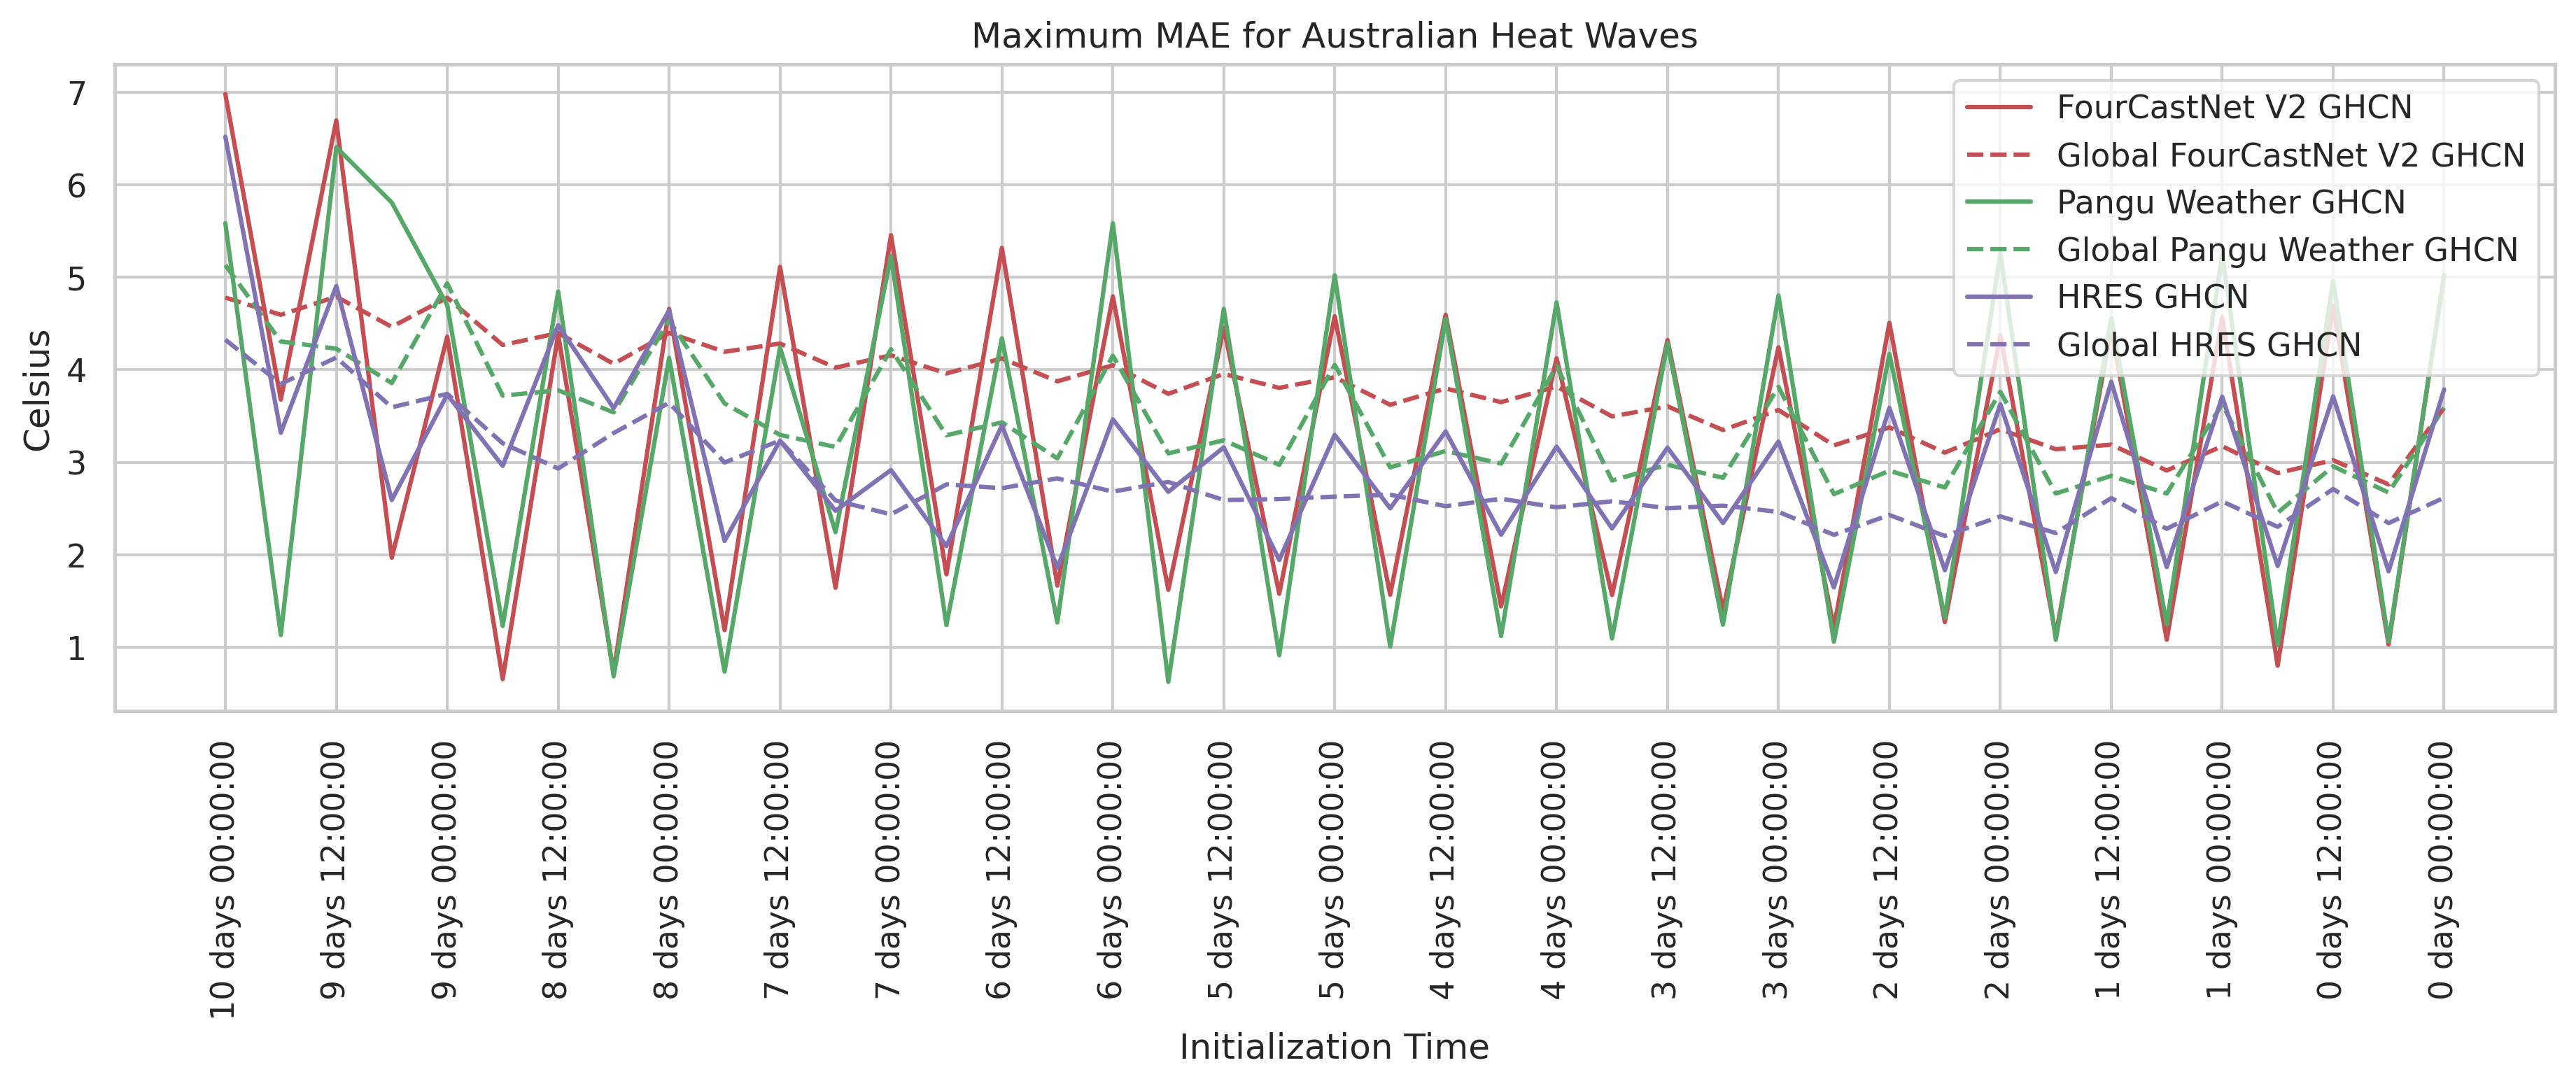 Maximum MAE for Australian Heat Waves
7
6
5
4
3
2
1
Celsius
FourCastNet V2 GHCN
Global FourCastNet V2 GHCN
Pangu Weather GHCN
Global Pangu Weather GHCN
HRES GHCN
Global HRES GHCN
10 days 00:00:00
9 days 12:00:00
9 days 00:00:00
8 days 12:00:00
8 days 00:00:00
7 days 12:00:00
7 days 00:00:00
6 days 12:00:00
6 days 00:00:00
5 days 12:00:00
5 days 00:00:00
4 days 12:00:00
4 days 00:00:00
3 days 12:00:00
3 days 00:00:00
2 days 12:00:00
2 days 00:00:00
1 days 12:00:00
1 days 00:00:00
0 days 12:00:00
0 days 00:00:00
Initialization Time